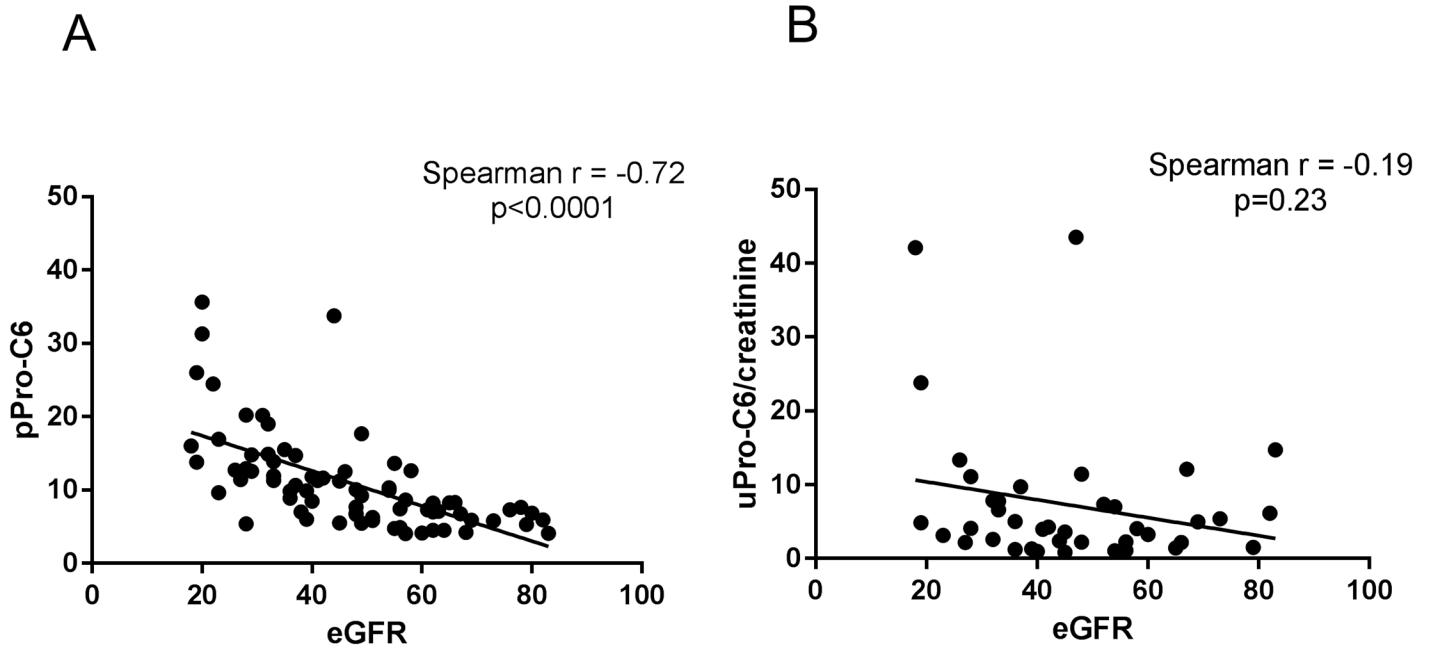 A
Spearman r = -0.72
p<0.0001
50
40
30
20
10
0
pPro-C6
0 20 40 60 80 100
eGFR
B
Spearman r = -0.19
p=0.23
50
40
30
20
10
0
uPro-C6/creatinine
0 20 40 60 80 100
eGFR